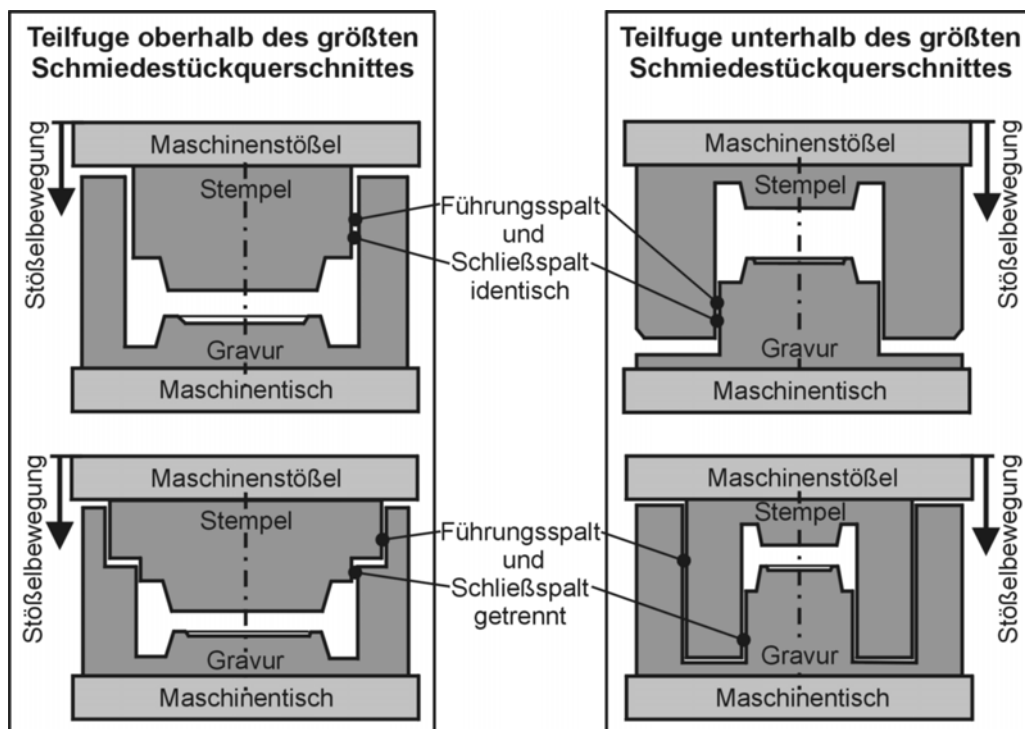 Teilfuge oberhalb des größten
Schmiedestückquerschnittes
Teilfuge unterhalb des größten
Schmiedestückquerschnittes
Stößelbewegung
Maschinenstößel
Stempel
Gravur
Maschinentisch
Führungsspalt
und
Schließspalt
identisch
Maschinenstößel
Stempel
Gravur
Maschinentisch
Stößelbewegung
Stößelbewegung
Maschinenstößel
Stempel
Gravur
Maschinentisch
Führungsspalt
und
Schließspalt
getrennt
Maschinenstößel
Stempel
Gravur
Maschinentisch
Stößelbewegung